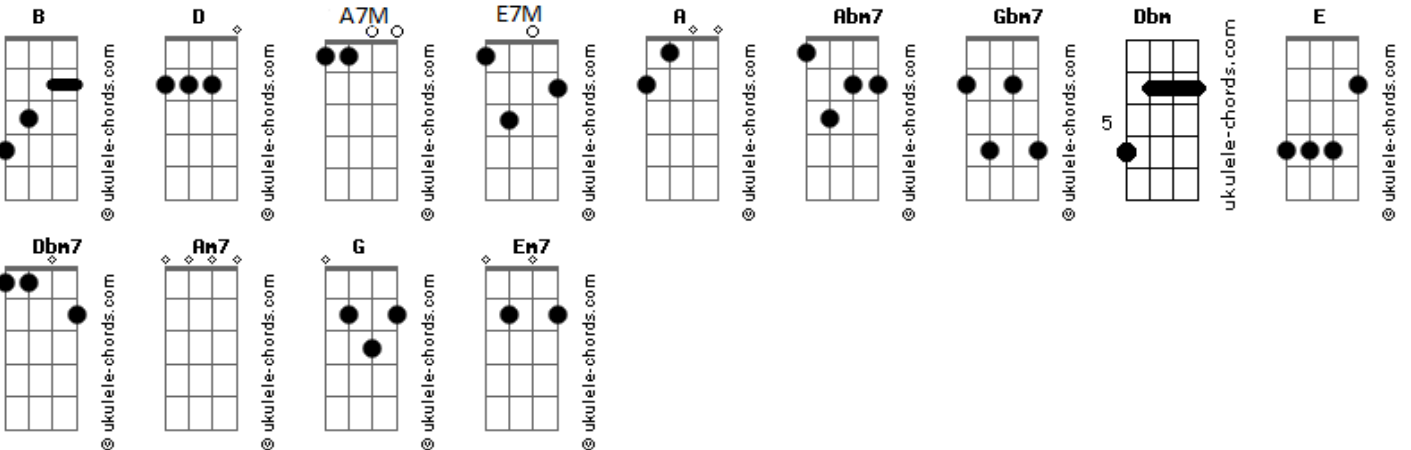 B D A7M E7M A Abm7 Gbm7 Dbm E
© ukulele-chords.com © ukulele-chords.com © ukulele-chords.com © ukulele-chords.com © ukulele-chords.com © ukulele-chords.com © ukulele-chords.com ukulele-chords.com © ukulele-chords.com
5
Dbm7 Am7 G Em7
© ukulele-chords.com © ukulele-chords.com © ukulele-chords.com © ukulele-chords.com